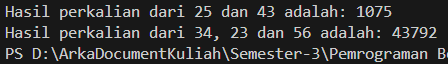 Hasil perkalian dari 25 dan 43 adalah: 1075
Hasil perkalian dari 34, 23 dan 56 adalah: 43792
PS D:\ArkaDocumentKuliah\Semester-3\Pemrograman